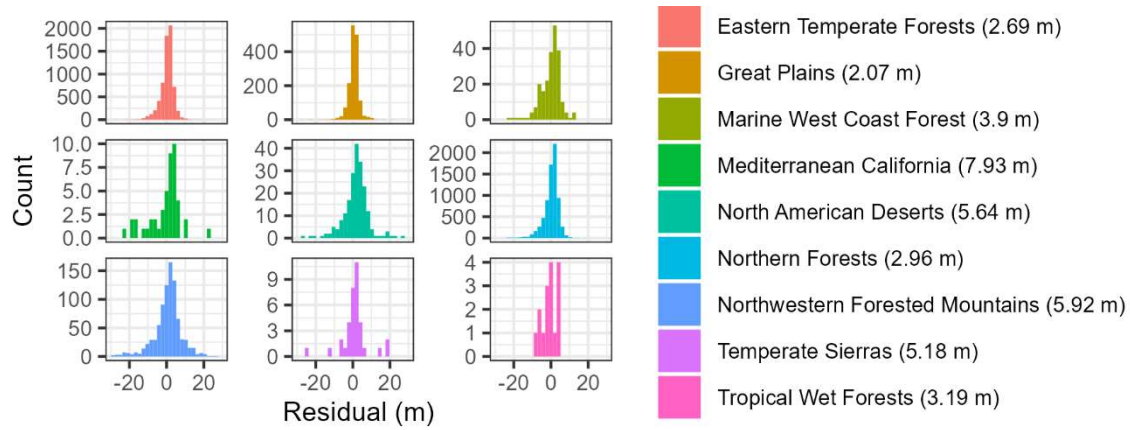 Count
2000
1500
1000
500
0
400
200
0
40
20
0
10.0
7.5
5.0
2.5
0.0
40
30
20
10
0
2000
1500
1000
500
0
150
100
50
0
9
6
3
0
4
3
2
1
0
-20 0 20
-20 0 20
-20 0 20
Residual (m)
Eastern Temperate Forests (2.69 m)
Great Plains (2.07 m)
Marine West Coast Forest (3.9 m)
Mediterranean California (7.93 m)
North American Deserts (5.64 m)
Northern Forests (2.96 m)
Northwestern Forested Mountains (5.92 m)
Temperate Sierras (5.18 m)
Tropical Wet Forests (3.19 m)